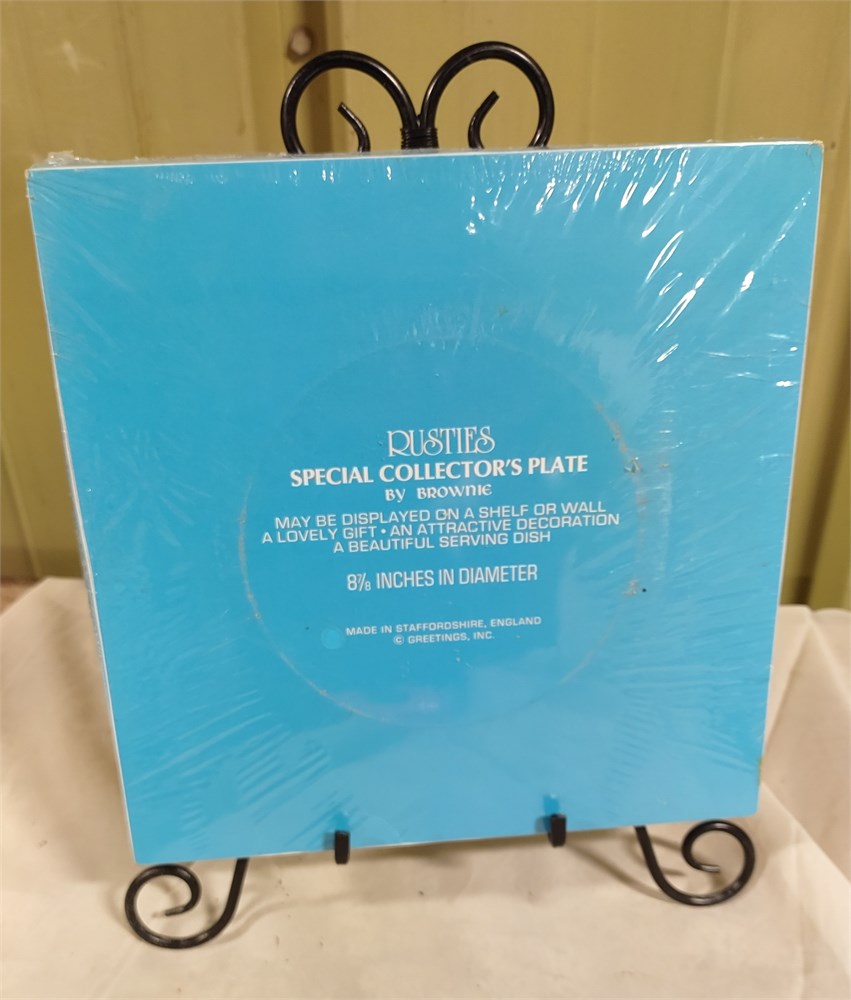 RUSTIES
SPECIAL COLLECTOR'S PLATE
BY BROWNIE
MAY BE DISPLAYED ON A SHELF OR WALL
A LOVELY GIFT • AN ATTRACTIVE DECORATION
A BEAUTIFUL SERVING DISH
8⅞ INCHES IN DIAMETER
MADE IN STAFFORDSHIRE, ENGLAND
© GREETINGS, INC.